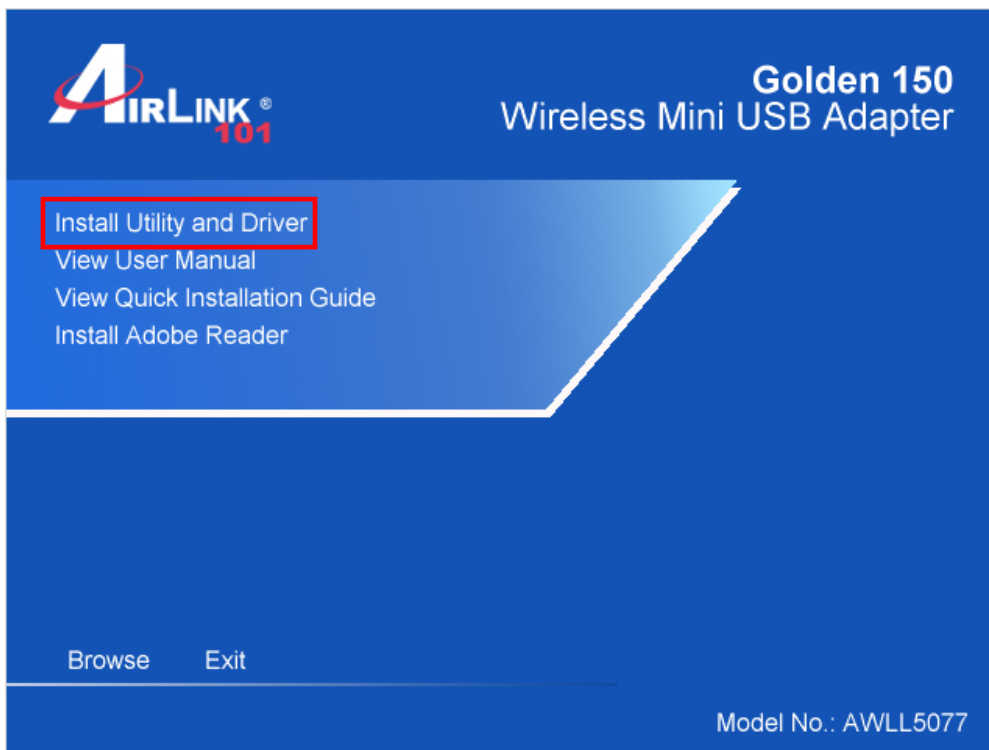 AIRLINK ®
101
Golden 150
Wireless Mini USB Adapter
Install Utility and Driver
View User Manual
View Quick Installation Guide
Install Adobe Reader
Browse Exit
Model No.: AWLL5077